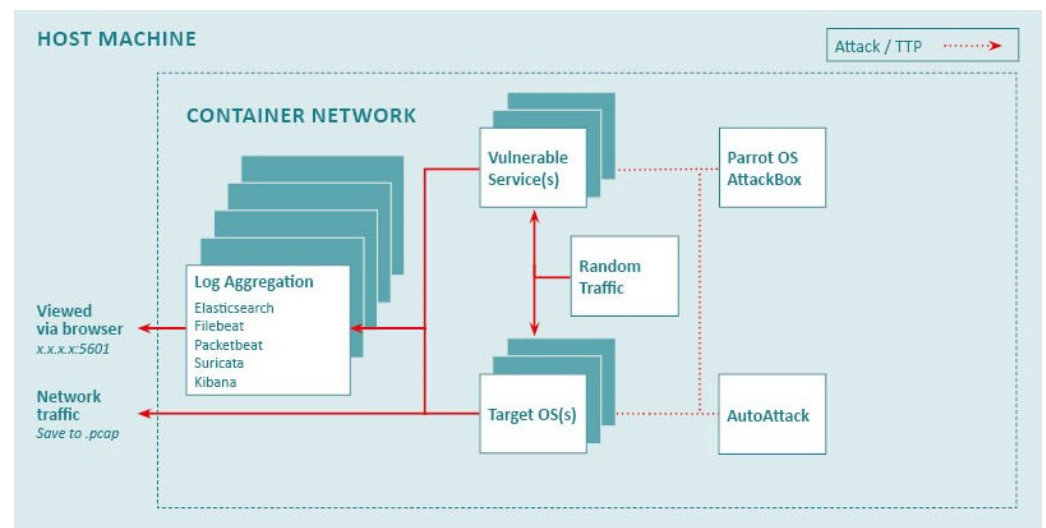 HOST MACHINE
Attack / TTP
CONTAINER NETWORK
Vulnerable
Service(s)
Parrot OS
AttackBox
Random
Traffic
Log Aggregation
Elasticsearch
Filebeat
Packetbeat
Suricata
Kibana
Viewed
via browser
x.x.x.x:5601
Network
traffic
Save to .pcap
Target OS(s)
AutoAttack